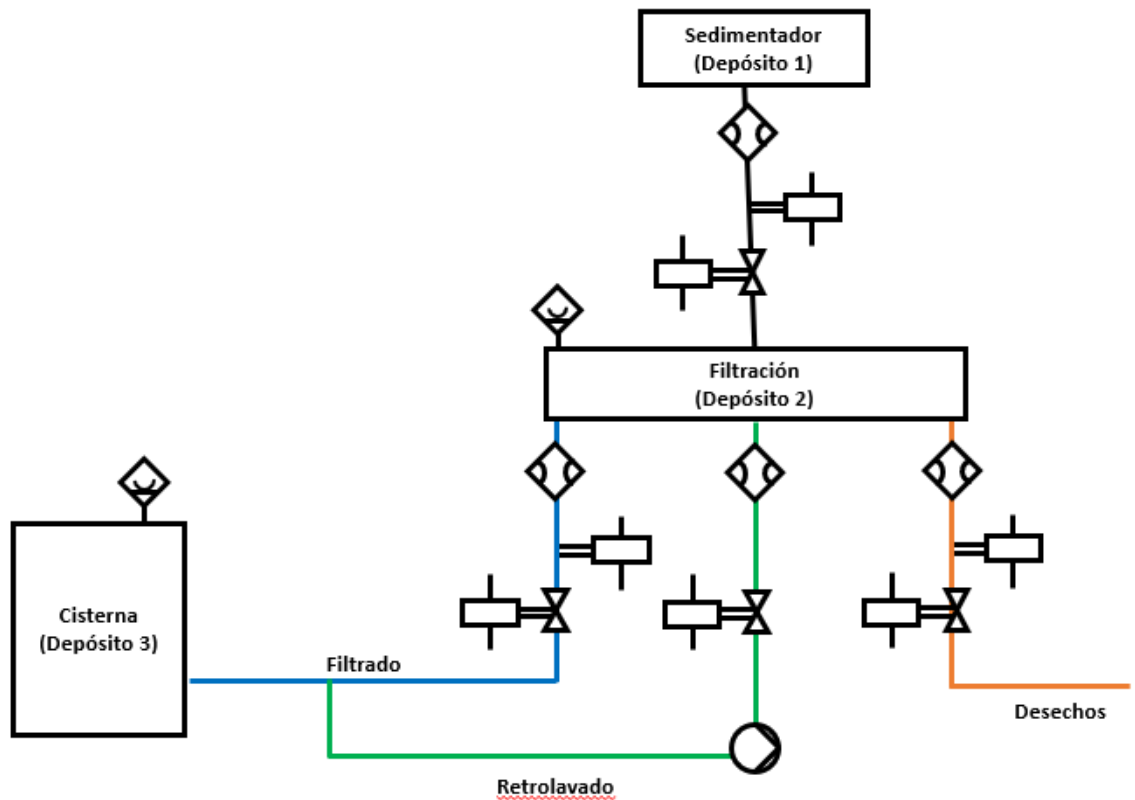 Sedimentador
(Depósito 1)
Filtración
(Depósito 2)
Cisterna
(Depósito 3)
Filtrado
Desechos
Retrolavado